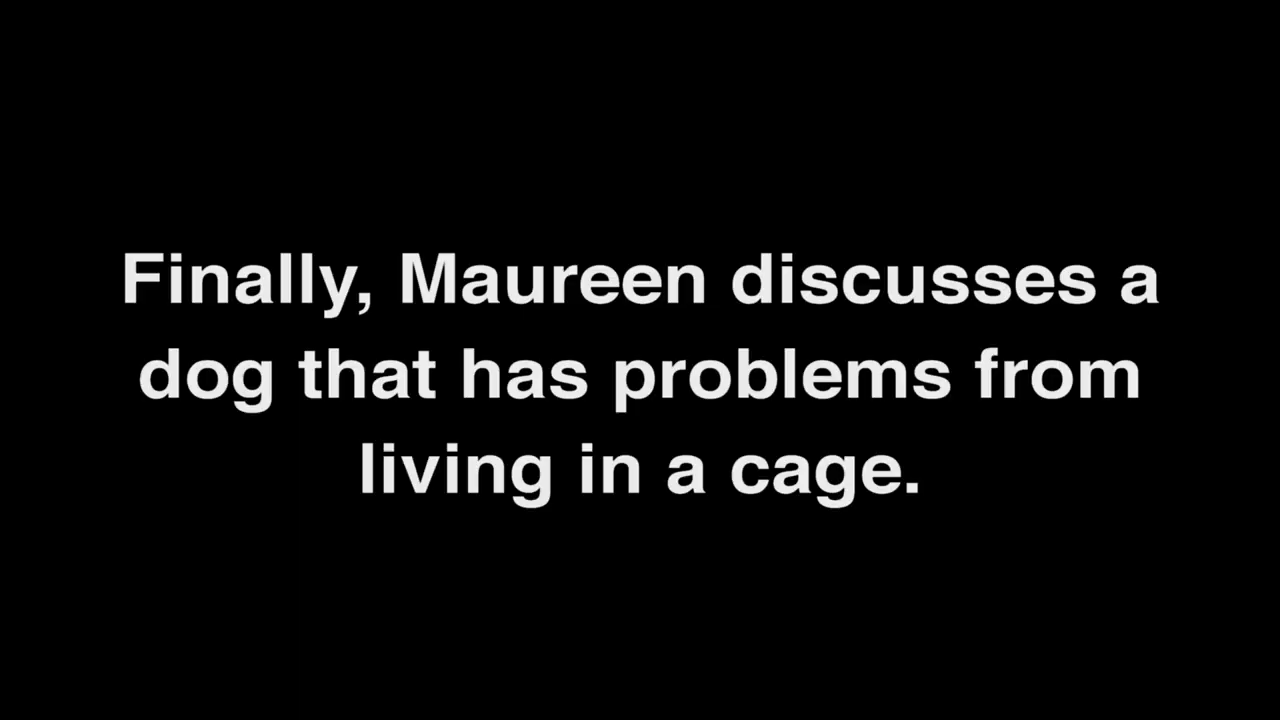 Finally, Maureen discusses a
dog that has problems from
living in a cage.